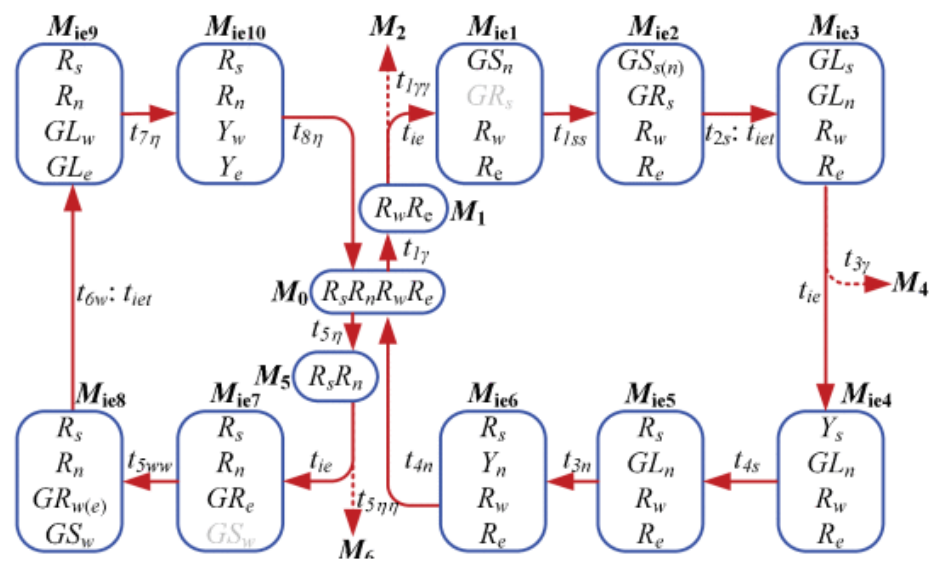 M_ie9
R_s
R_n
GL_w
GL_e
t_7η
M_ie10
R_s
R_n
Y_w
Y_e
t_8η
M_2
t_1γγ
t_ie
M_ie1
GS_n
GR_s
R_w
R_e
t_1ss
M_ie2
GS_s(n)
GR_s
R_w
R_e
t_2s: t_iet
M_ie3
GL_s
GL_n
R_w
R_e
R_wR_e M_1
t_1γ
M_0 R_sR_nR_wR_e
t_6w: t_iet
t_ie
t_3γ
M_4
t_5η
M_5 R_sR_n
M_ie8
R_s
R_n
GR_w(e)
GS_w
t_5ww
M_ie7
R_s
R_n
GR_e
GS_w
t_ie
t_5ηη
M_6
t_4n
M_ie6
R_s
Y_n
R_w
R_e
t_3n
M_ie5
R_s
GL_n
R_w
R_e
t_4s
M_ie4
Y_s
GL_n
R_w
R_e